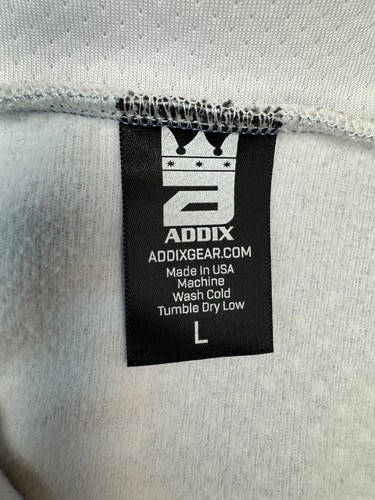 a
ADDIX
ADDIXGEAR.COM
Made In USA
Machine
Wash Cold
Tumble Dry Low
L